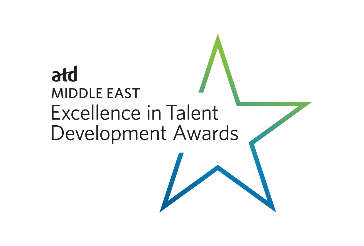 atd
MIDDLE EAST
Excellence in Talent
Development Awards